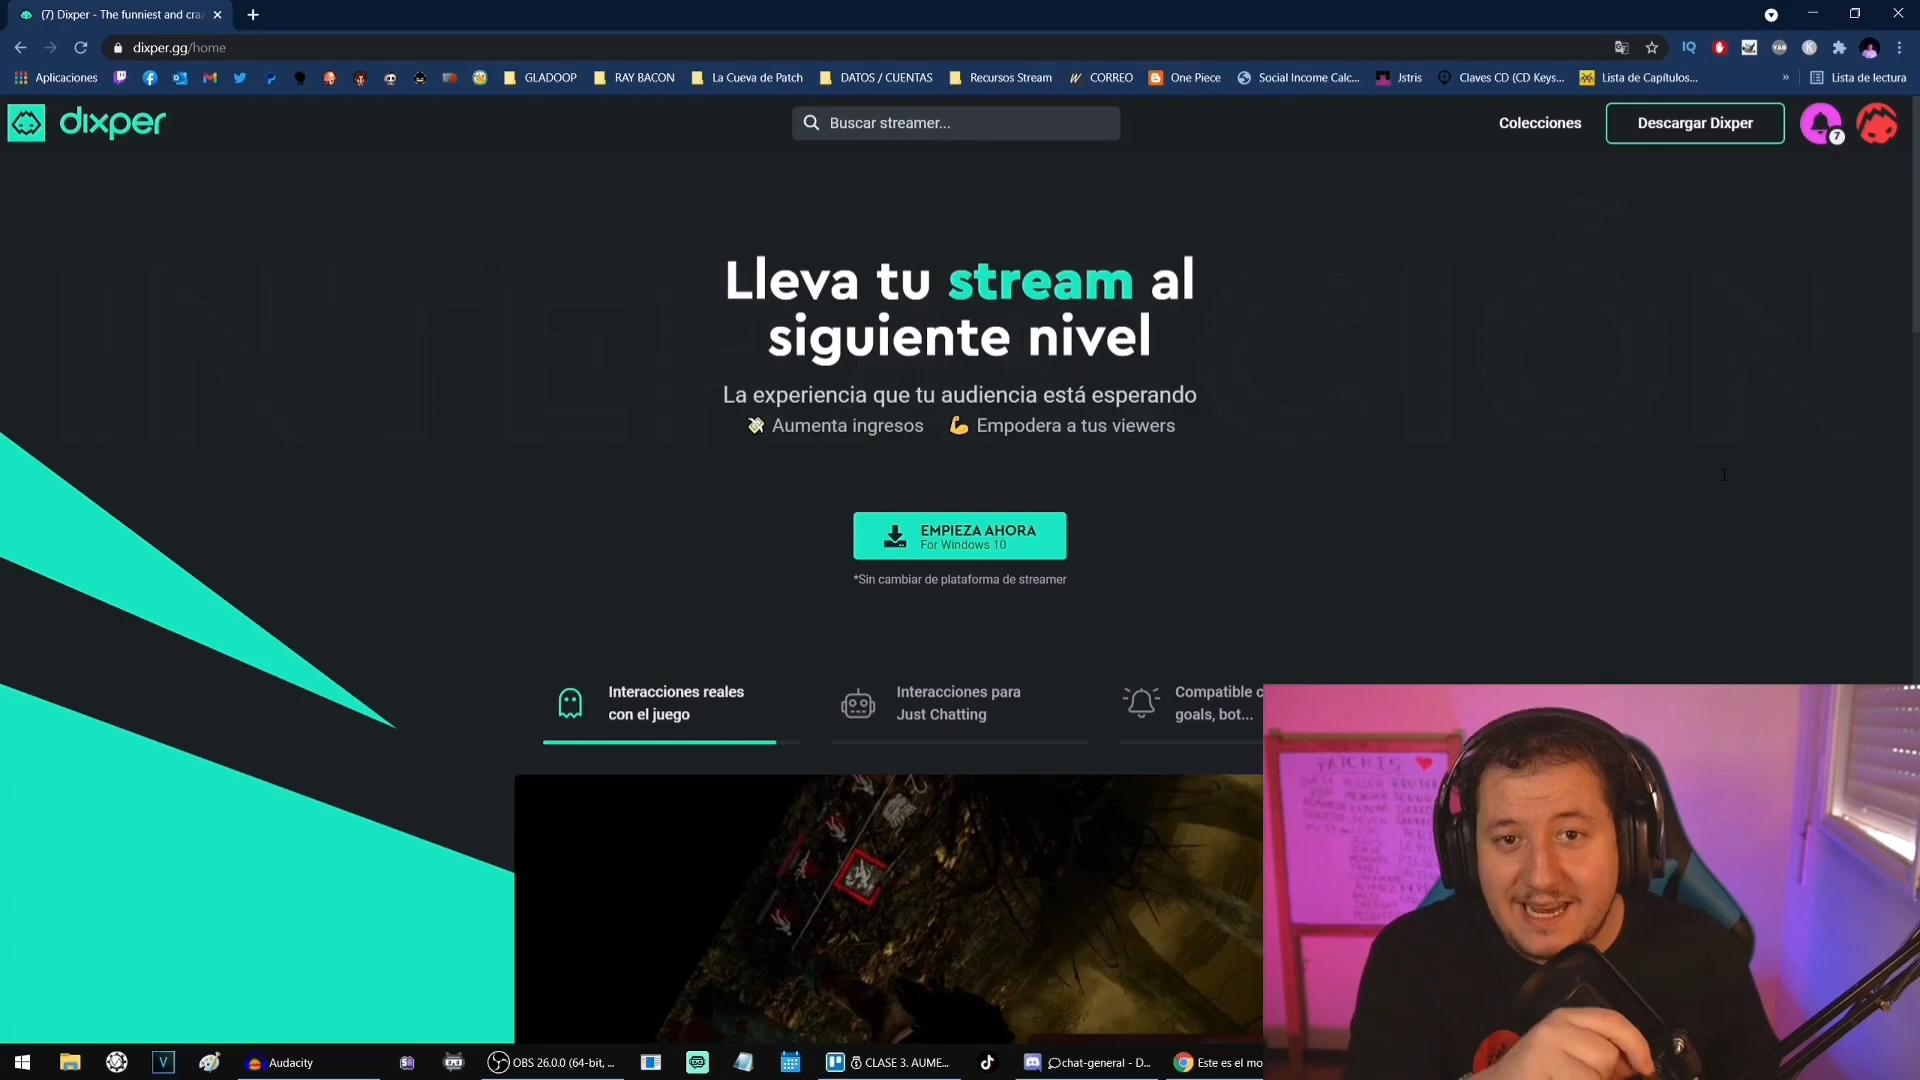 (7) Dixper - The funniest and cra
dixper.gg/home
Aplicaciones
GLADOOP
RAY BACON
La Cueva de Patch
DATOS / CUENTAS
Recursos Stream
CORREO
One Piece
Social Income Calc...
Jstris
Claves CD (CD Keys...
Lista de Capítulos...
»
Lista de lectura
dixper
Buscar streamer...
Colecciones
Descargar Dixper
7
Lleva tu stream al
siguiente nivel
La experiencia que tu audiencia está esperando
Aumenta ingresos
Empodera a tus viewers
EMPIEZA AHORA
For Windows 10
*Sin cambiar de plataforma de streamer
Interacciones reales
con el juego
Interacciones para
Just Chatting
Compatible c
goals, bot...
PATCHIS
Audacity
OBS 26.0.0 (64-bit, ...
CLASE 3. AUME...
chat-general - D...
Este es el mo